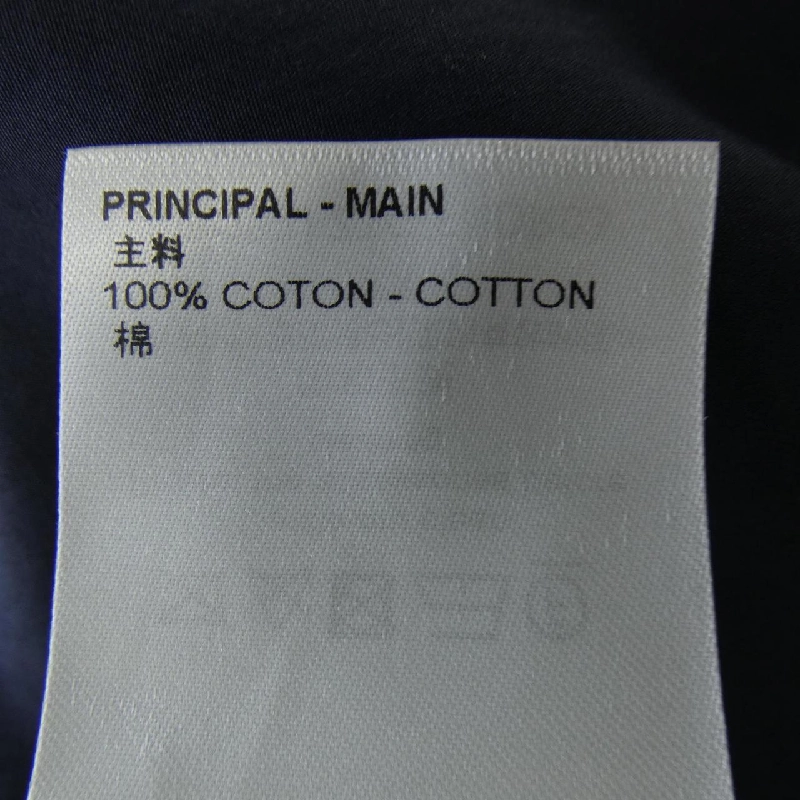 PRINCIPAL - MAIN
主料
100% COTON - COTTON
棉